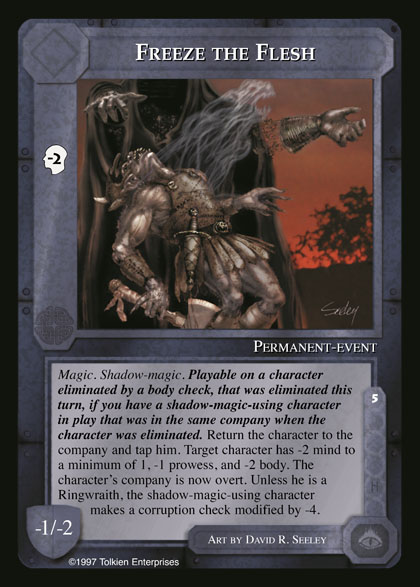 Freeze the Flesh
-2
Seeley
Permanent-event
Magic. Shadow-magic. Playable on a character
eliminated by a body check, that was eliminated this
turn, if you have a shadow-magic-using character
in play that was in the same company when the
character was eliminated. Return the character to the
company and tap him. Target character has -2 mind to
a minimum of 1, -1 prowess, and -2 body. The
character's company is now overt. Unless he is a
Ringwraith, the shadow-magic-using character
makes a corruption check modified by -4.
5
H
-1/-2
Art by David R. Seeley
©1997 Tolkien Enterprises